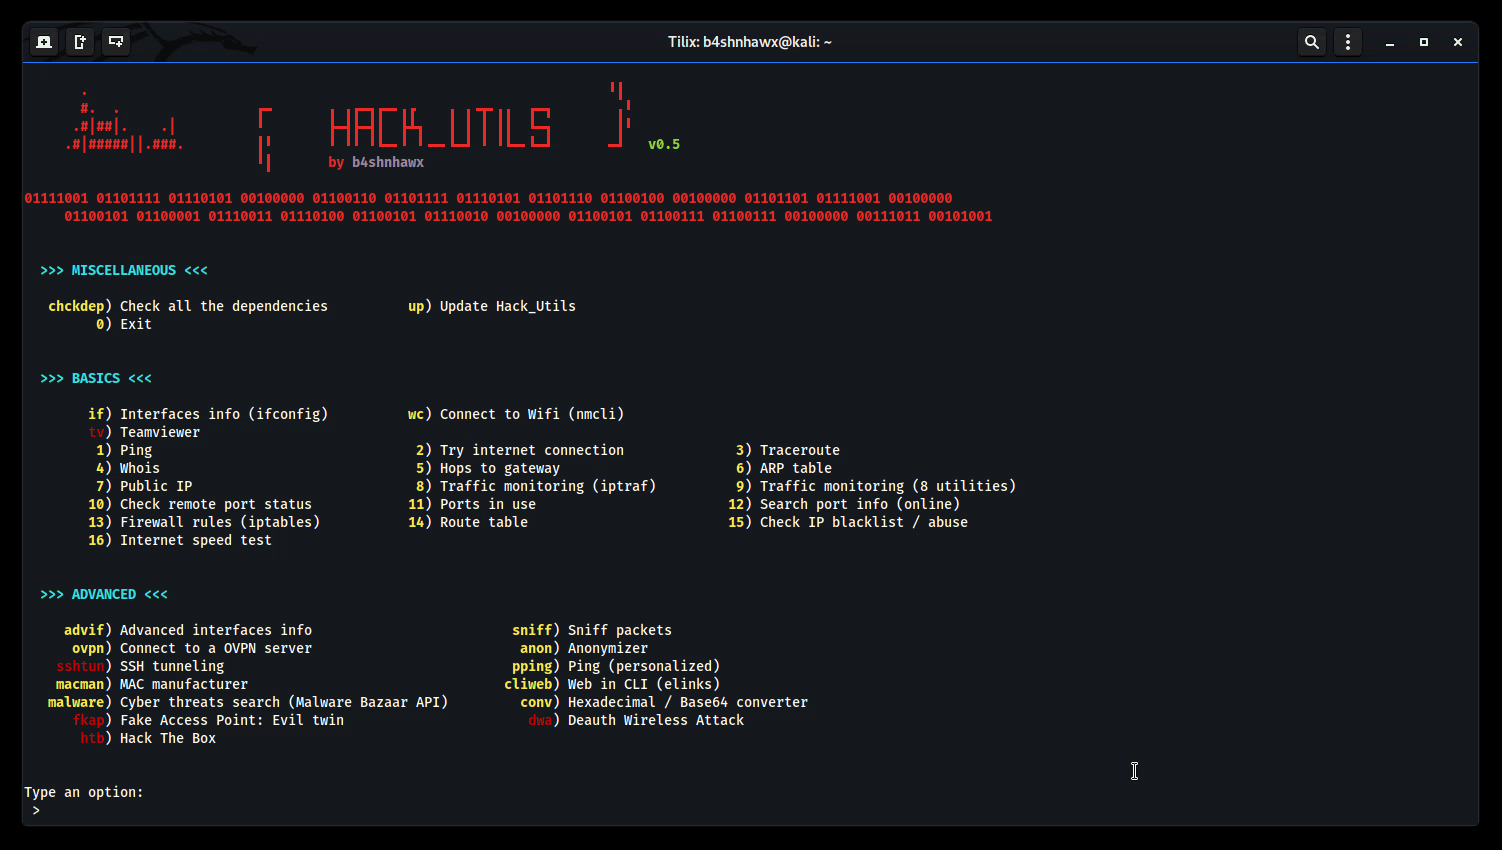 Tilix: b4shnhawx@kali: ~
HACK_UTILS
v0.5
by b4shnhawx
01111001 01101111 01110101 00100000 01100110 01101111 01110101 01101110 01100100 00100000 01101101 01111001 00100000
01100101 01100001 01110011 01110100 01100101 01110010 00100000 01100101 01100111 01100111 00100000 00111011 00101001
>>> MISCELLANEOUS <<<
chckdep) Check all the dependencies up) Update Hack_Utils
0) Exit
>>> BASICS <<<
if) Interfaces info (ifconfig) wc) Connect to Wifi (nmcli)
tv) Teamviewer
1) Ping 2) Try internet connection 3) Traceroute
4) Whois 5) Hops to gateway 6) ARP table
7) Public IP 8) Traffic monitoring (iptraf) 9) Traffic monitoring (8 utilities)
10) Check remote port status 11) Ports in use 12) Search port info (online)
13) Firewall rules (iptables) 14) Route table 15) Check IP blacklist / abuse
16) Internet speed test
>>> ADVANCED <<<
advif) Advanced interfaces info sniff) Sniff packets
ovpn) Connect to a OVPN server anon) Anonymizer
sshtun) SSH tunneling pping) Ping (personalized)
macman) MAC manufacturer cliweb) Web in CLI (elinks)
malware) Cyber threats search (Malware Bazaar API) conv) Hexadecimal / Base64 converter
fkap) Fake Access Point: Evil twin dwa) Deauth Wireless Attack
htb) Hack The Box
Type an option:
>